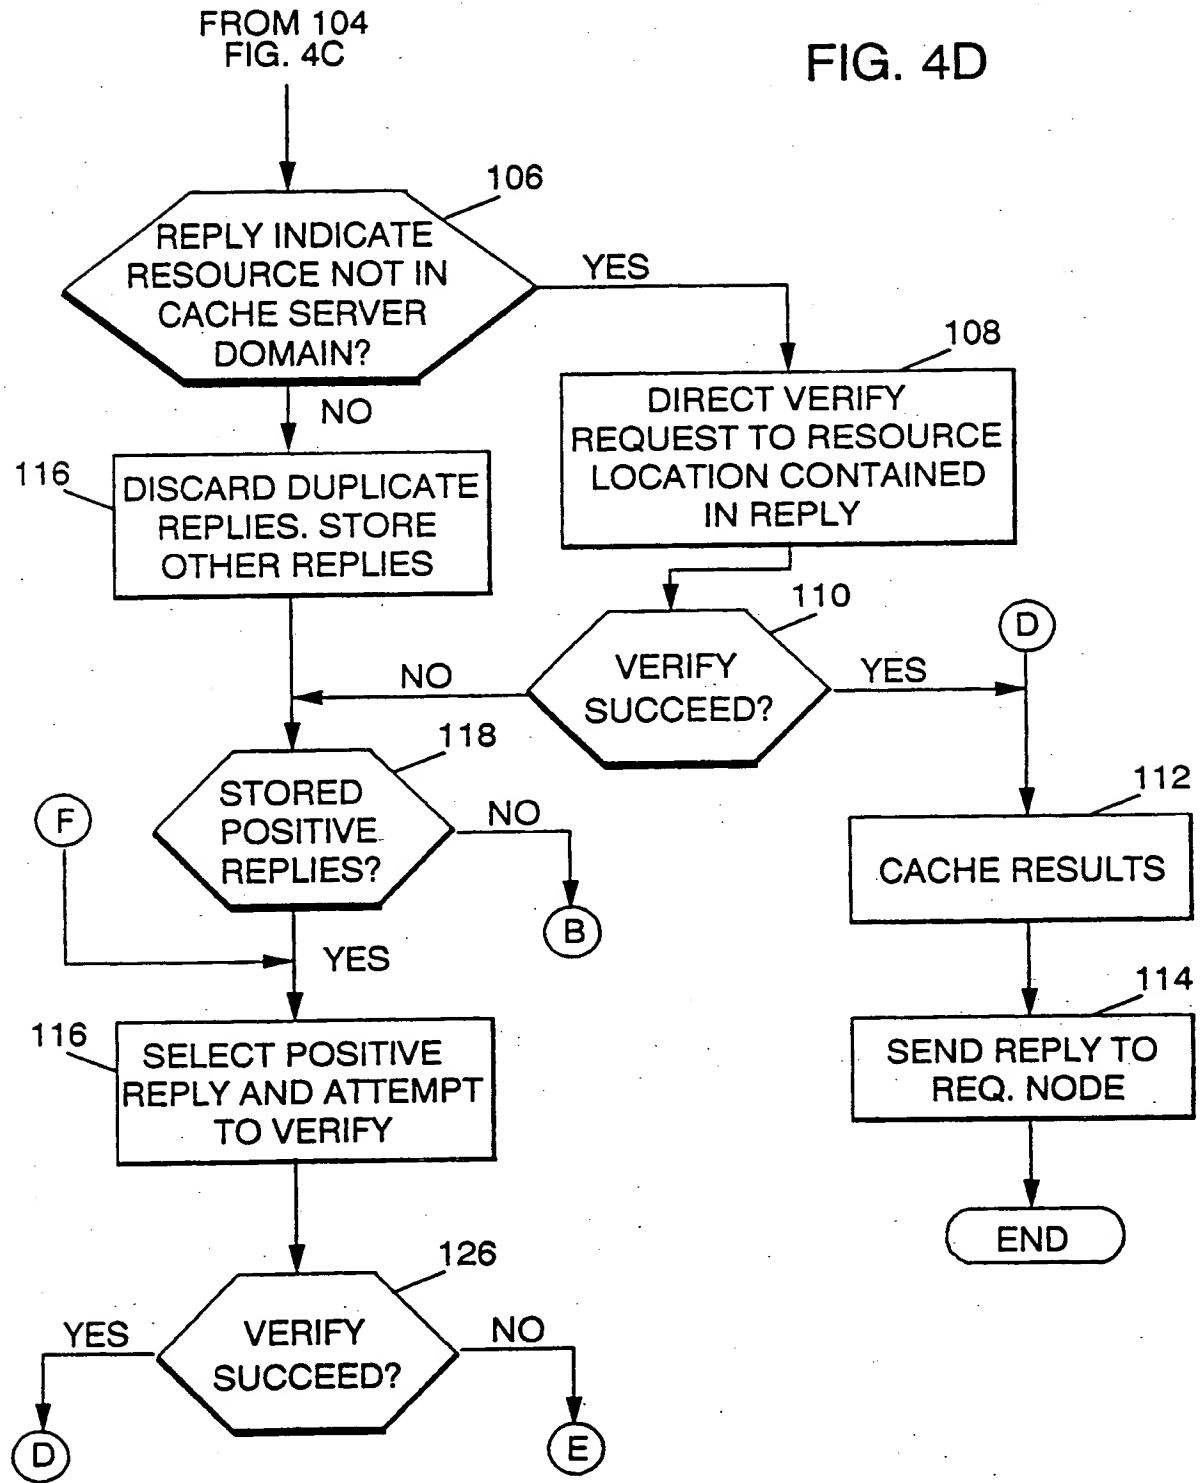 FROM 104
FIG. 4C
FIG. 4D
106
REPLY INDICATE
RESOURCE NOT IN
CACHE SERVER
DOMAIN?
YES
NO
108
DIRECT VERIFY
REQUEST TO RESOURCE
LOCATION CONTAINED
IN REPLY
116
DISCARD DUPLICATE
REPLIES. STORE
OTHER REPLIES
110
VERIFY
SUCCEED?
NO
YES
D
118
STORED
POSITIVE
REPLIES?
F
NO
B
YES
112
CACHE RESULTS
114
SEND REPLY TO
REQ. NODE
END
116
SELECT POSITIVE
REPLY AND ATTEMPT
TO VERIFY
126
VERIFY
SUCCEED?
YES
NO
D
E